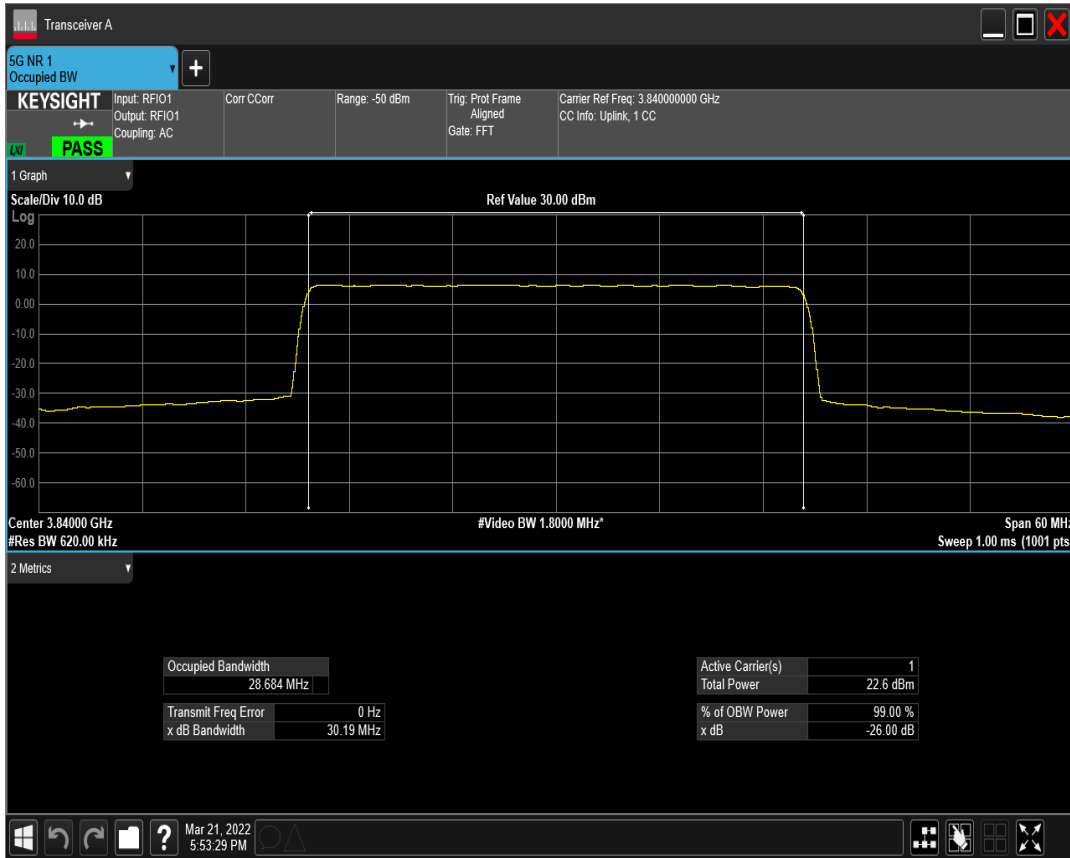 Transceiver A
5G NR 1
Occupied BW
KEYSIGHT
Input: RFIO1
Output: RFIO1
Coupling: AC
Corr CCorr
Range: -50 dBm
Trig: Prot Frame
Aligned
Gate: FFT
Carrier Ref Freq: 3.840000000 GHz
CC Info: Uplink, 1 CC
LXI
PASS
1 Graph
Scale/Div 10.0 dB
Ref Value 30.00 dBm
Log
20.0
10.0
0.00
-10.0
-20.0
-30.0
-40.0
-50.0
-60.0
Center 3.84000 GHz
#Video BW 1.8000 MHz*
Span 60 MHz
#Res BW 620.00 kHz
Sweep 1.00 ms (1001 pts
2 Metrics
Occupied Bandwidth
28.684 MHz
Transmit Freq Error 0 Hz
x dB Bandwidth 30.19 MHz
Active Carrier(s) 1
Total Power 22.6 dBm
% of OBW Power 99.00 %
x dB -26.00 dB
?
Mar 21, 2022
5:53:29 PM